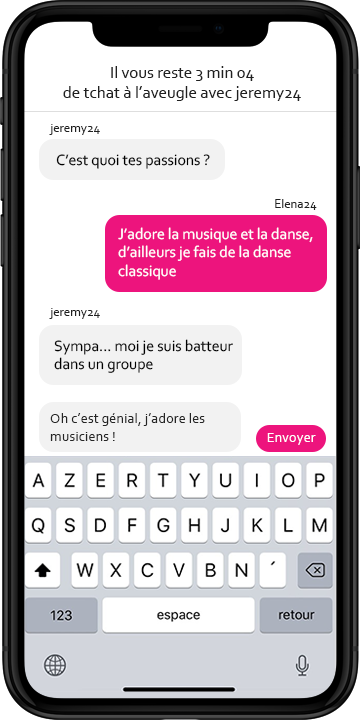 Il vous reste 3 min 04
de tchat à l'aveugle avec jeremy24
jeremy24
C'est quoi tes passions ?
Elena24
J'adore la musique et la danse,
d'ailleurs je fais de la danse
classique
jeremy24
Sympa... moi je suis batteur
dans un groupe
Oh c'est génial, j'adore les
musiciens !
Envoyer
A Z E R T Y U I O P
Q S D F G H J K L M
W X C V B N ´
123 espace retour